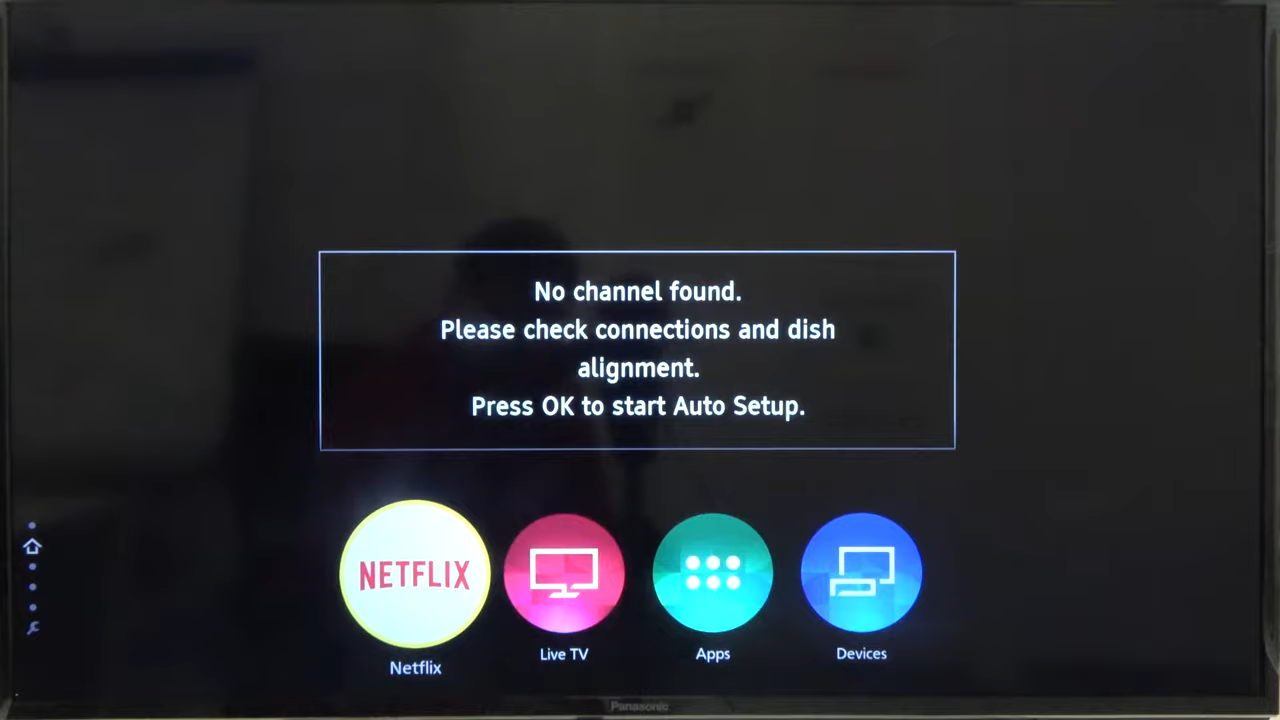 No channel found.
Please check connections and dish
alignment.
Press OK to start Auto Setup.
NETFLIX
Netflix
Live TV
Apps
Devices
Panasonic